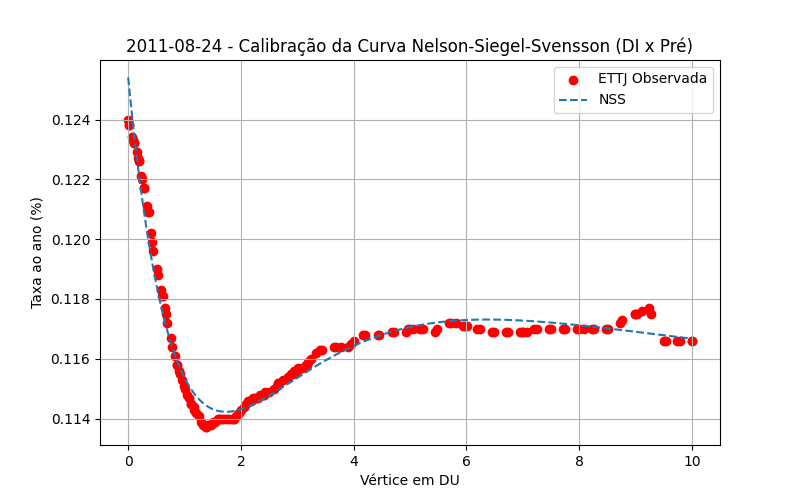 2011-08-24 - Calibração da Curva Nelson-Siegel-Svensson (DI x Pré)
ETTJ Observada
NSS
Taxa ao ano (%)
0.124
0.122
0.120
0.118
0.116
0.114
0 2 4 6 8 10
Vértice em DU